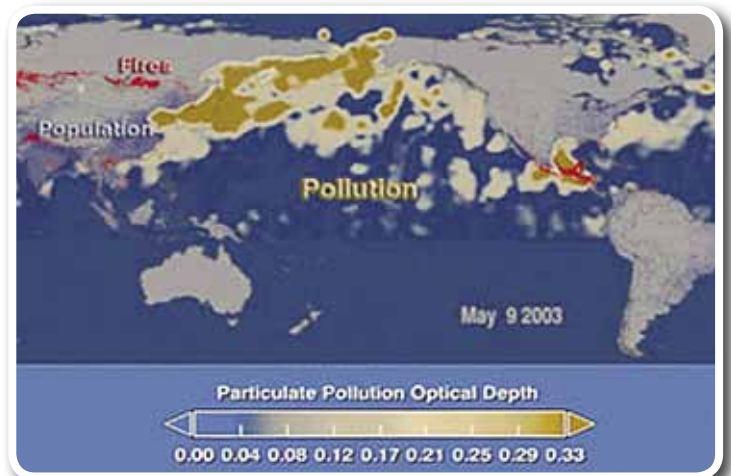 Fires
Population
Pollution
May 9 2003
Particulate Pollution Optical Depth
0.00 0.04 0.08 0.12 0.17 0.21 0.25 0.29 0.33